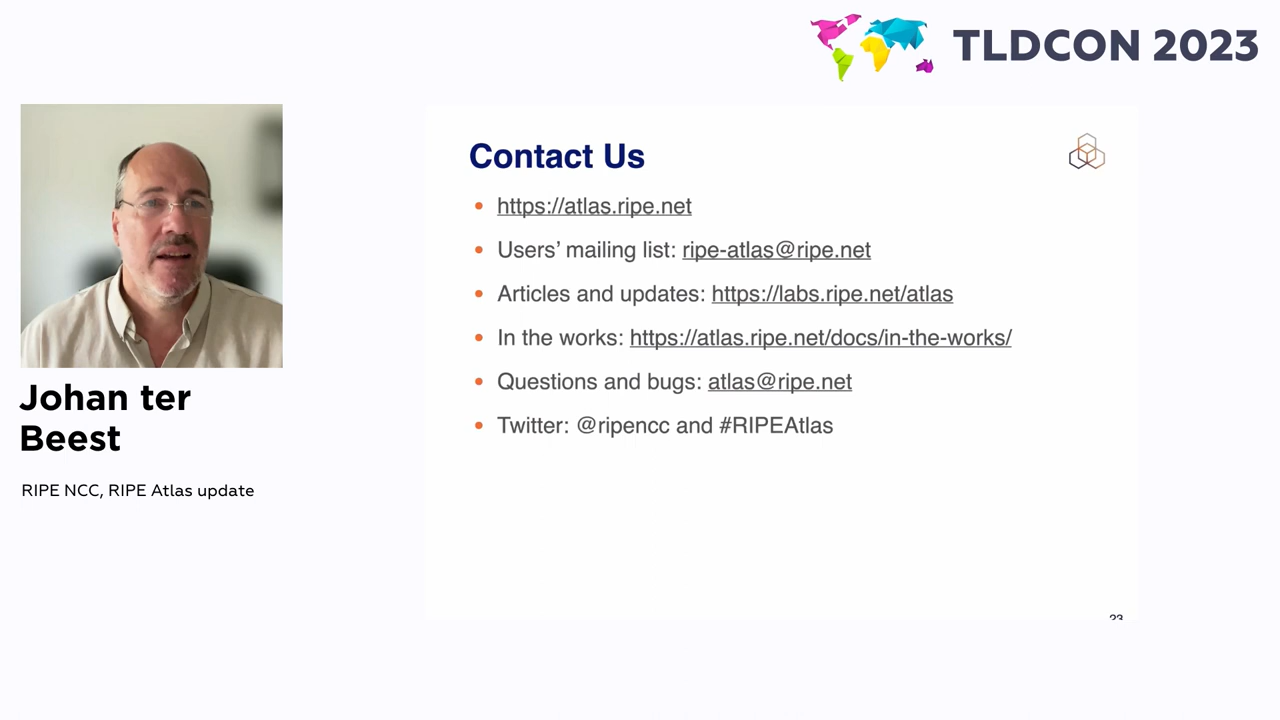 TLDCON 2023
Contact Us
• https://atlas.ripe.net
• Users’ mailing list: ripe-atlas@ripe.net
• Articles and updates: https://labs.ripe.net/atlas
• In the works: https://atlas.ripe.net/docs/in-the-works/
• Questions and bugs: atlas@ripe.net
• Twitter: @ripencc and #RIPEAtlas
23
Johan ter
Beest
RIPE NCC, RIPE Atlas update